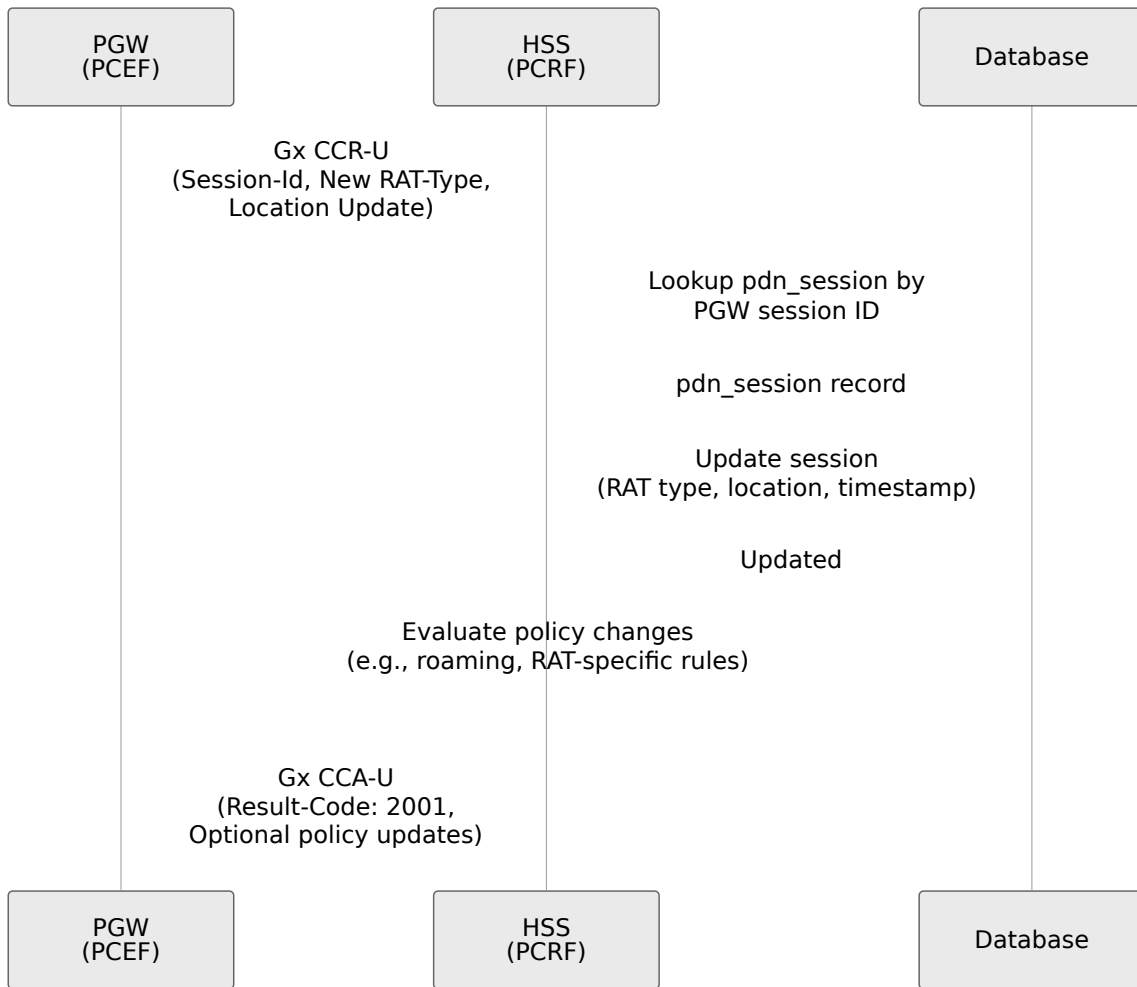 PGW
(PCEF)
HSS
(PCRF)
Database
Gx CCR-U
(Session-Id, New RAT-Type,
Location Update)
Lookup pdn_session by
PGW session ID
pdn_session record
Update session
(RAT type, location, timestamp)
Updated
Evaluate policy changes
(e.g., roaming, RAT-specific rules)
Gx CCA-U
(Result-Code: 2001,
Optional policy updates)
PGW
(PCEF)
HSS
(PCRF)
Database